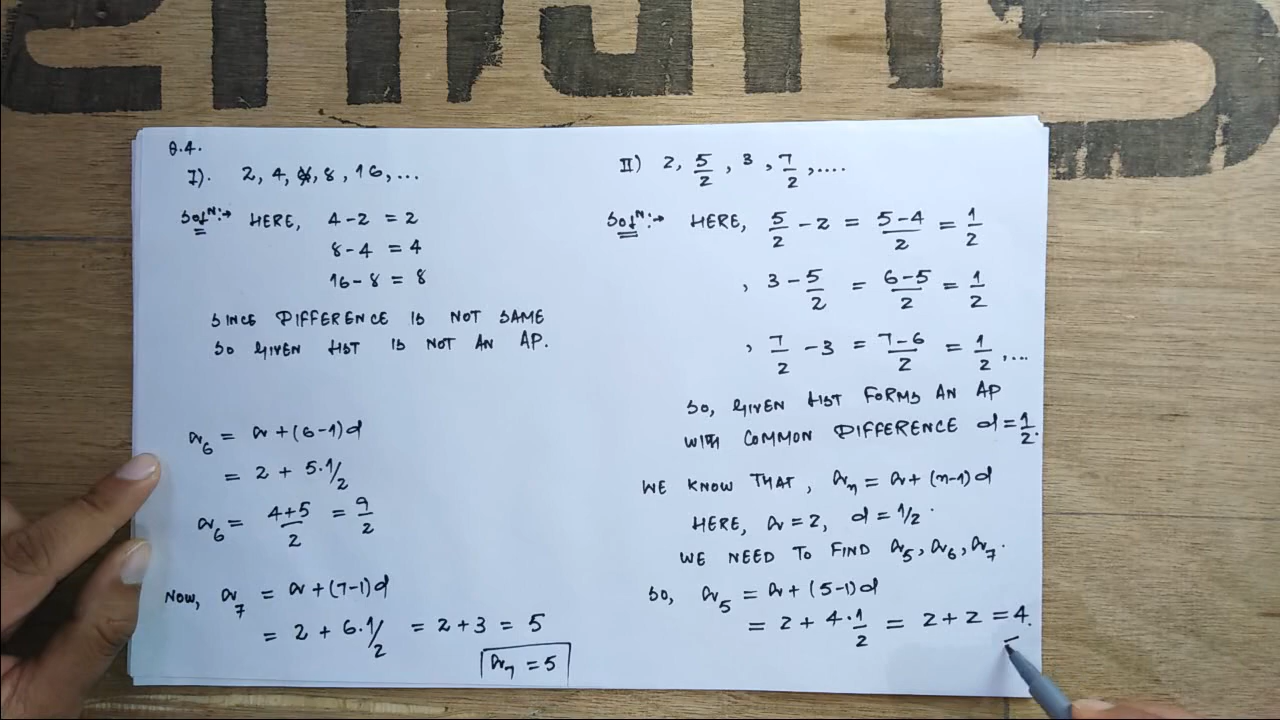 Q.4.
I). 2, 4, 8, 16, ...
Solᴺ:→ HERE, 4 - 2 = 2
8 - 4 = 4
16 - 8 = 8
SINCE DIFFERENCE IS NOT SAME
SO GIVEN LIST IS NOT AN AP.
a₆ = a + (6-1)d
= 2 + 5·1/2
a₆ = (4+5)/2 = 9/2
NOW, a₇ = a + (7-1)d
= 2 + 6·1/2 = 2 + 3 = 5
a₇ = 5
II) 2, 5/2, 3, 7/2, ....
Solᴺ:→ HERE, 5/2 - 2 = (5-4)/2 = 1/2
, 3 - 5/2 = (6-5)/2 = 1/2
, 7/2 - 3 = (7-6)/2 = 1/2, ....
SO, GIVEN LIST FORMS AN AP
WITH COMMON DIFFERENCE d = 1/2.
WE KNOW THAT, aₙ = a + (n-1)d
HERE, a = 2, d = 1/2.
WE NEED TO FIND a₅, a₆, a₇.
SO, a₅ = a + (5-1)d
= 2 + 4·1/2 = 2 + 2 = 4.